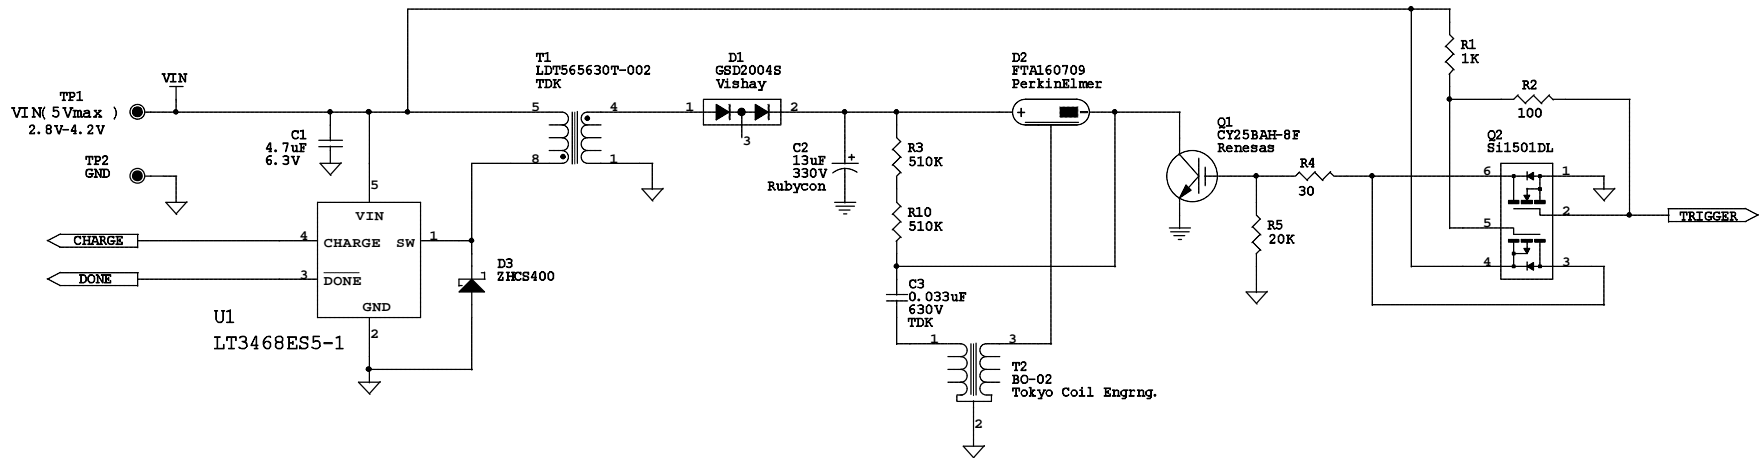 VIN
TP1
VIN( 5Vmax )
2.8V-4.2V
TP2
GND
C1
4.7uF
6.3V
5
VIN
4
CHARGE
CHARGE
SW
1
3
DONE
DONE
GND
2
U1
LT3468ES5-1
D3
ZHCS400
1
T1
LDT565630T-002
TDK
5
4
8
1
D1
GSD2004S
Vishay
1
2
3
C2
13uF
330V
Rubycon
+
R3
510K
R10
510K
C3
0.033uF
630V
TDK
D2
FTA160709
PerkinElmer
+
1
3
T2
BO-02
Tokyo Coil Engrng.
2
Q1
CY25BAH-8F
Renesas
R4
30
R5
20K
R1
1K
R2
100
Q2
Si1501DL
6
1
2
5
4
3
TRIGGER